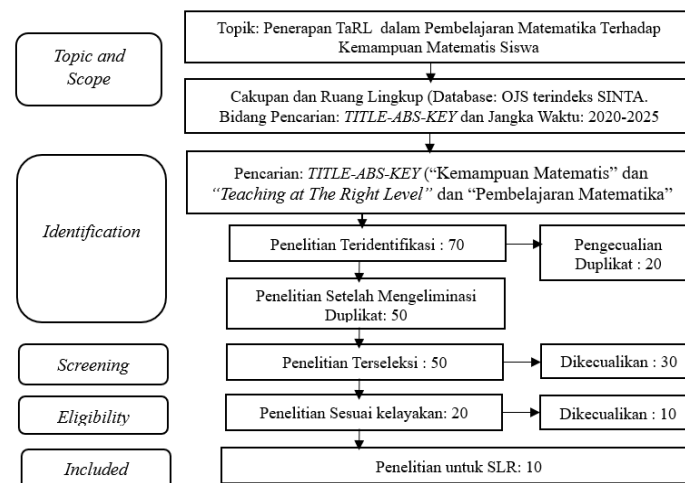 Topic and
Scope
Topik: Penerapan TaRL dalam Pembelajaran Matematika Terhadap
Kemampuan Matematis Siswa
Cakupan dan Ruang Lingkup (Database: OJS terindeks SINTA.
Bidang Pencarian: TITLE-ABS-KEY dan Jangka Waktu: 2020-2025
Identification
Pencarian: TITLE-ABS-KEY (“Kemampuan Matematis” dan
“Teaching at The Right Level” dan “Pembelajaran Matematika”
Penelitian Teridentifikasi : 70
Pengecualian
Duplikat : 20
Penelitian Setelah Mengeliminasi
Duplikat: 50
Screening
Penelitian Terseleksi : 50
Dikecualikan : 30
Eligibility
Penelitian Sesuai kelayakan: 20
Dikecualikan : 10
Included
Penelitian untuk SLR: 10